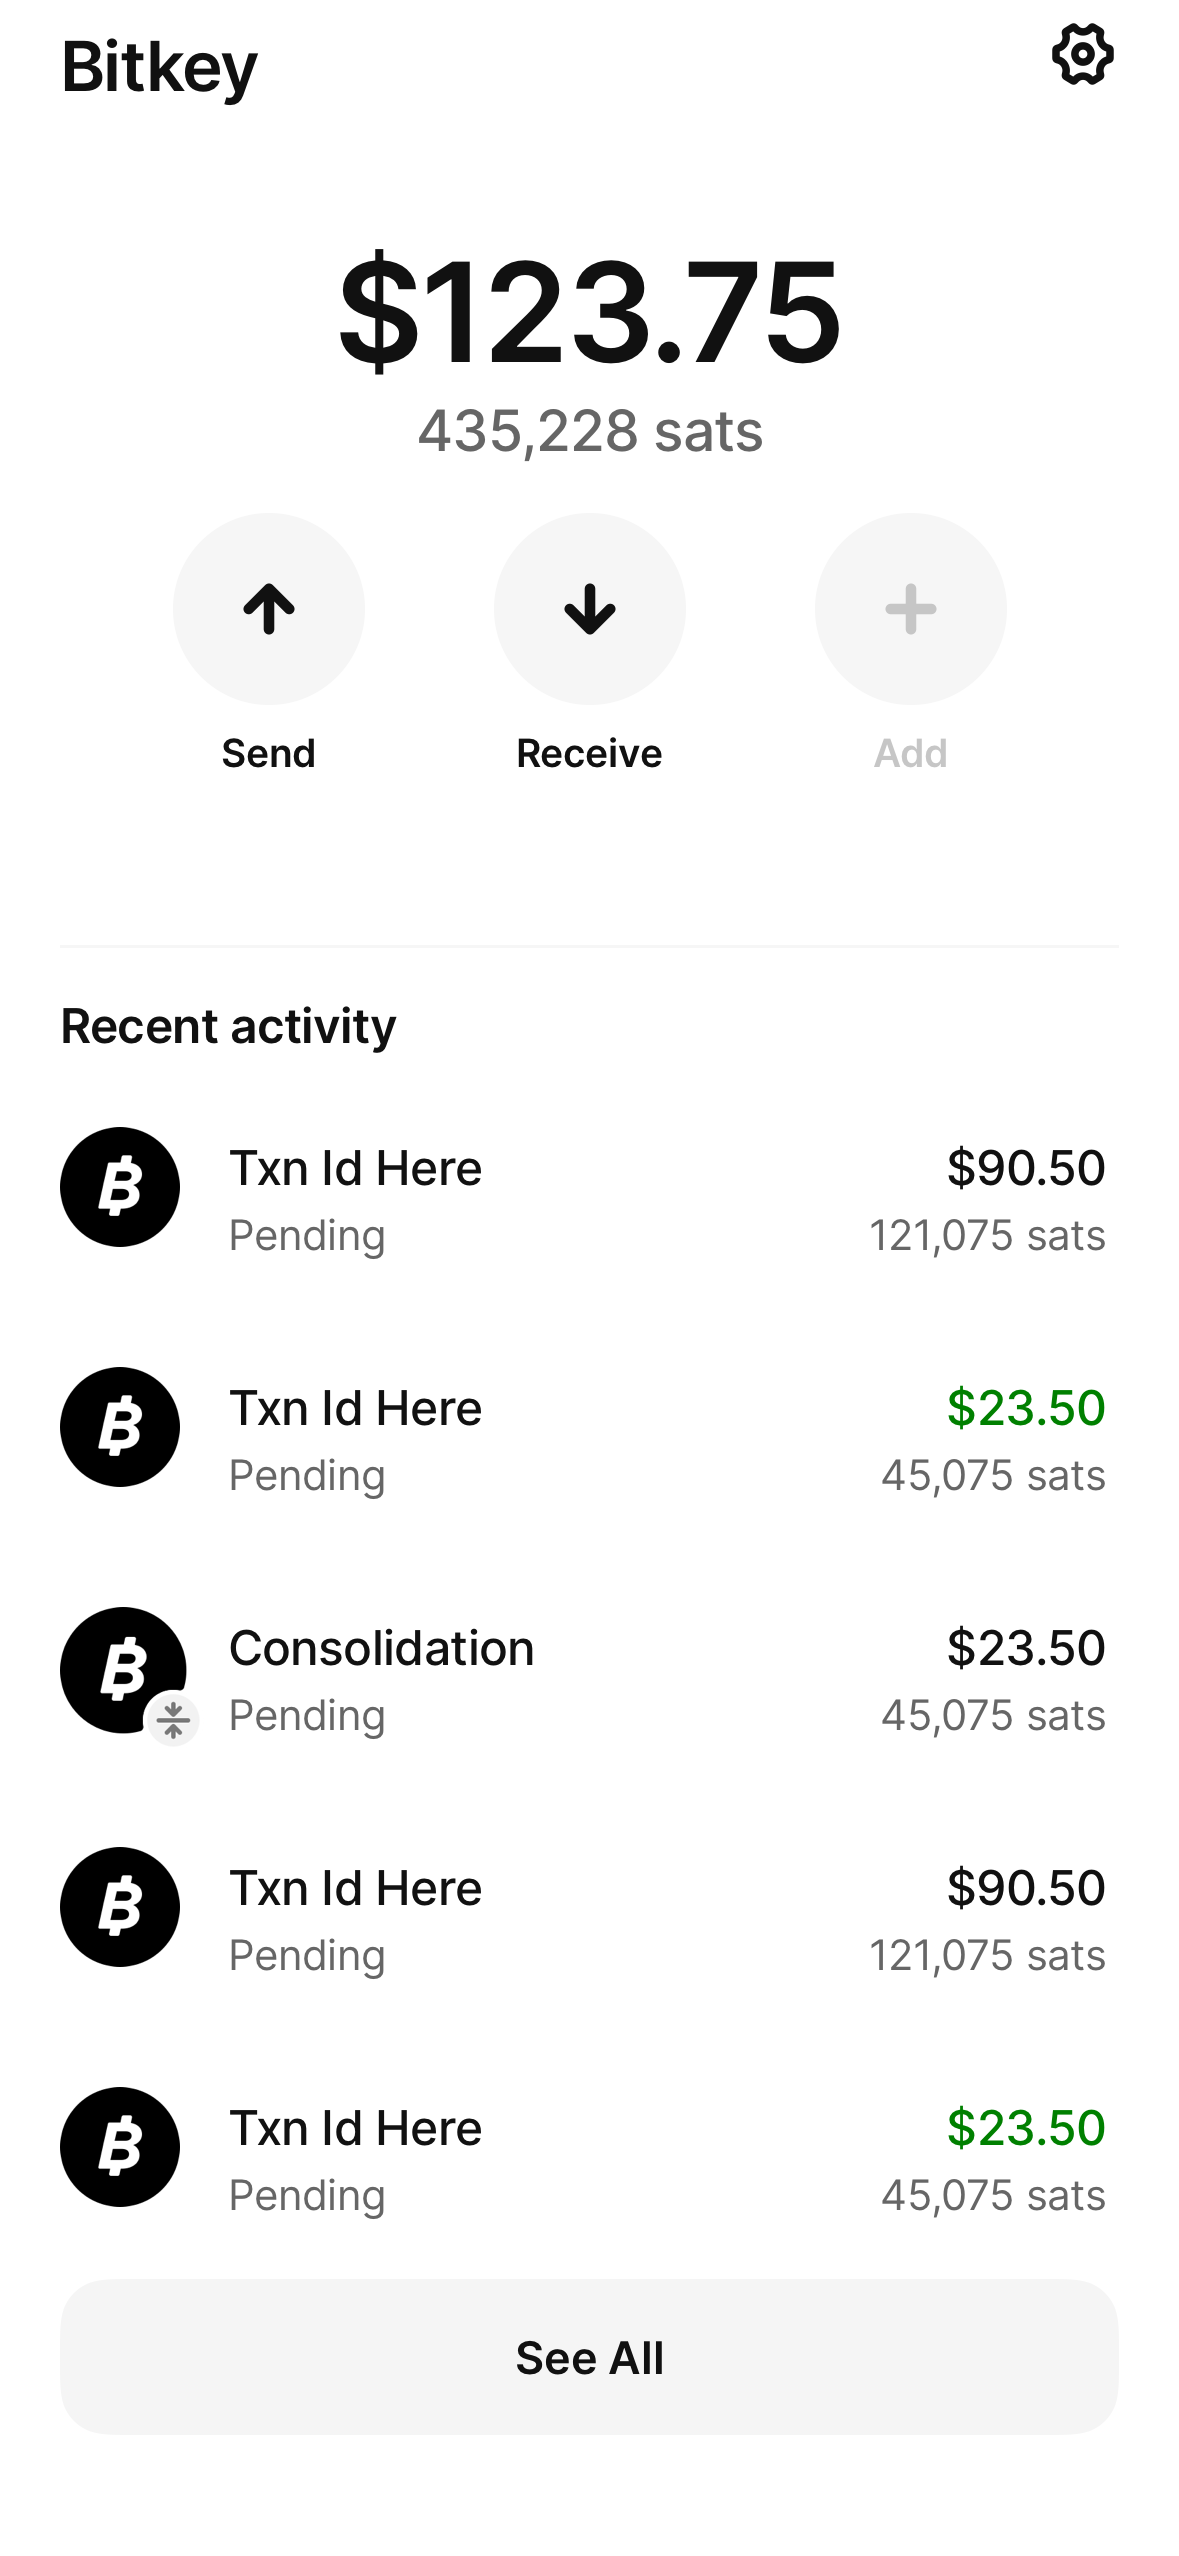 Bitkey
$123.75
435,228 sats
Send Receive Add
Recent activity
Txn Id Here $90.50
Pending 121,075 sats
Txn Id Here $23.50
Pending 45,075 sats
Consolidation $23.50
Pending 45,075 sats
Txn Id Here $90.50
Pending 121,075 sats
Txn Id Here $23.50
Pending 45,075 sats
See All